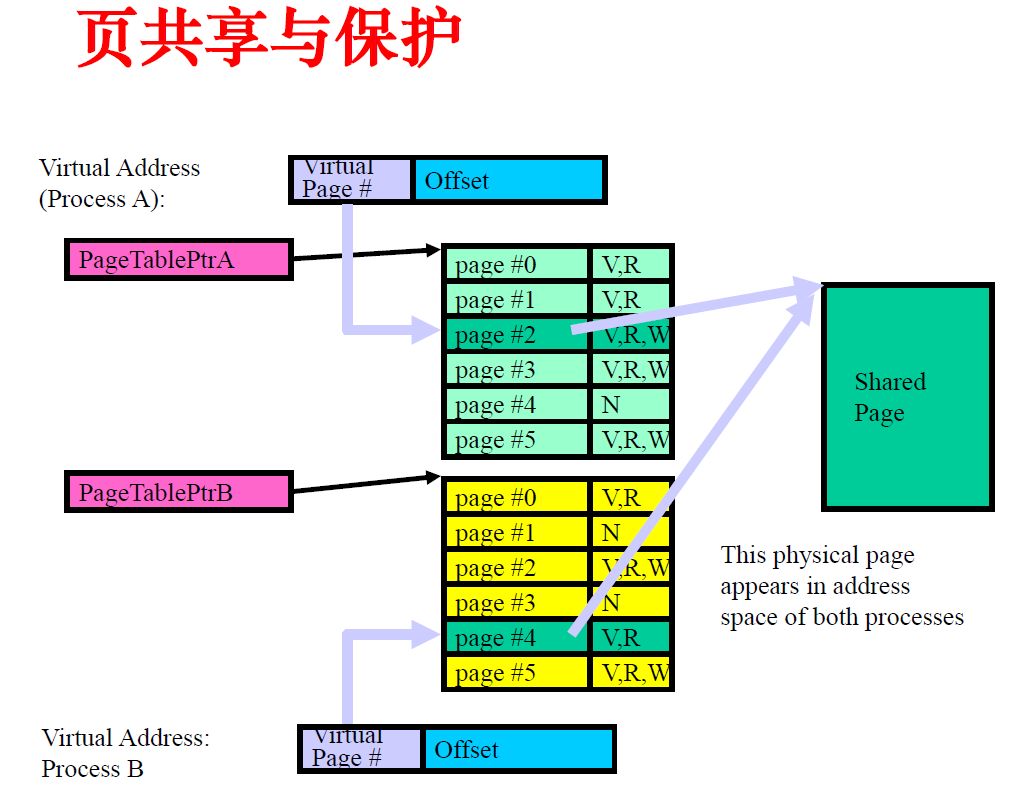 页共享与保护
Virtual Address
(Process A):
Virtual
Page #
Offset
PageTablePtrA
page #0 V,R
page #1 V,R
page #2 V,R,W
page #3 V,R,W
page #4 N
page #5 V,R,W
Shared
Page
PageTablePtrB
page #0 V,R
page #1 N
page #2 V,R,W
page #3 N
page #4 V,R
page #5 V,R,W
This physical page
appears in address
space of both processes
Virtual Address:
Process B
Virtual
Page #
Offset